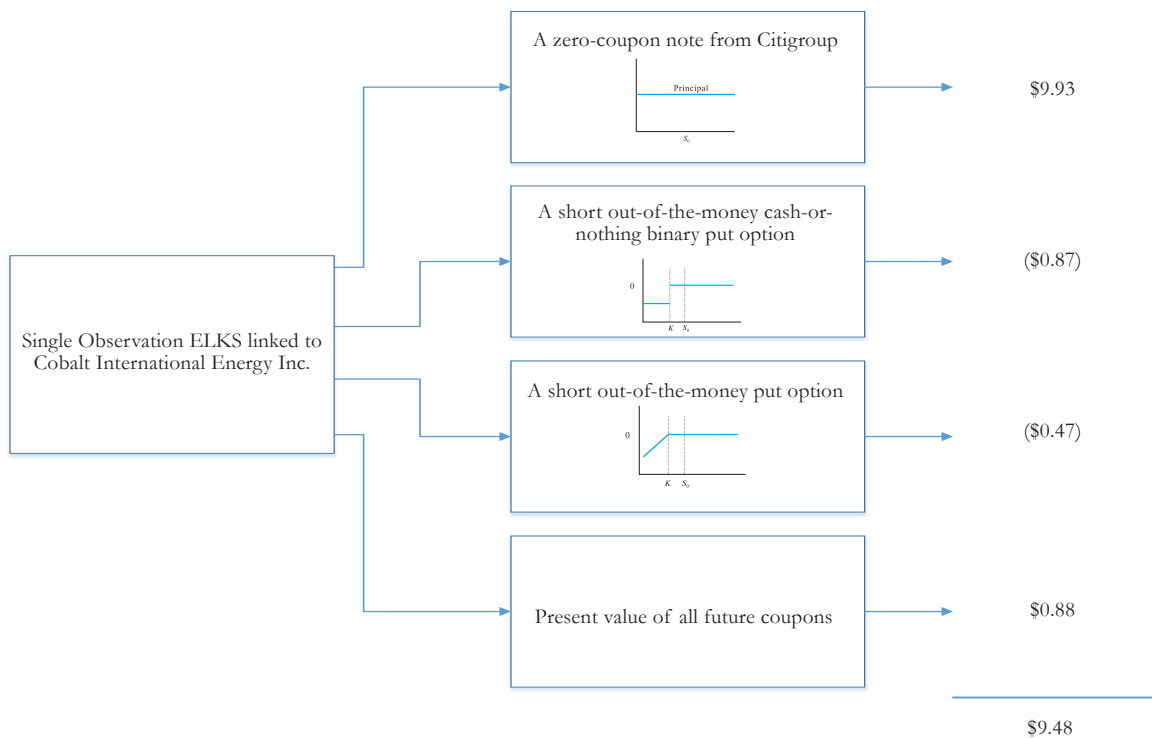 A zero-coupon note from Citigroup
Principal
S0
$9.93
A short out-of-the-money cash-or-
nothing binary put option
0
K S0
($0.87)
Single Observation ELKS linked to
Cobalt International Energy Inc.
A short out-of-the-money put option
0
K S0
($0.47)
Present value of all future coupons
$0.88
$9.48